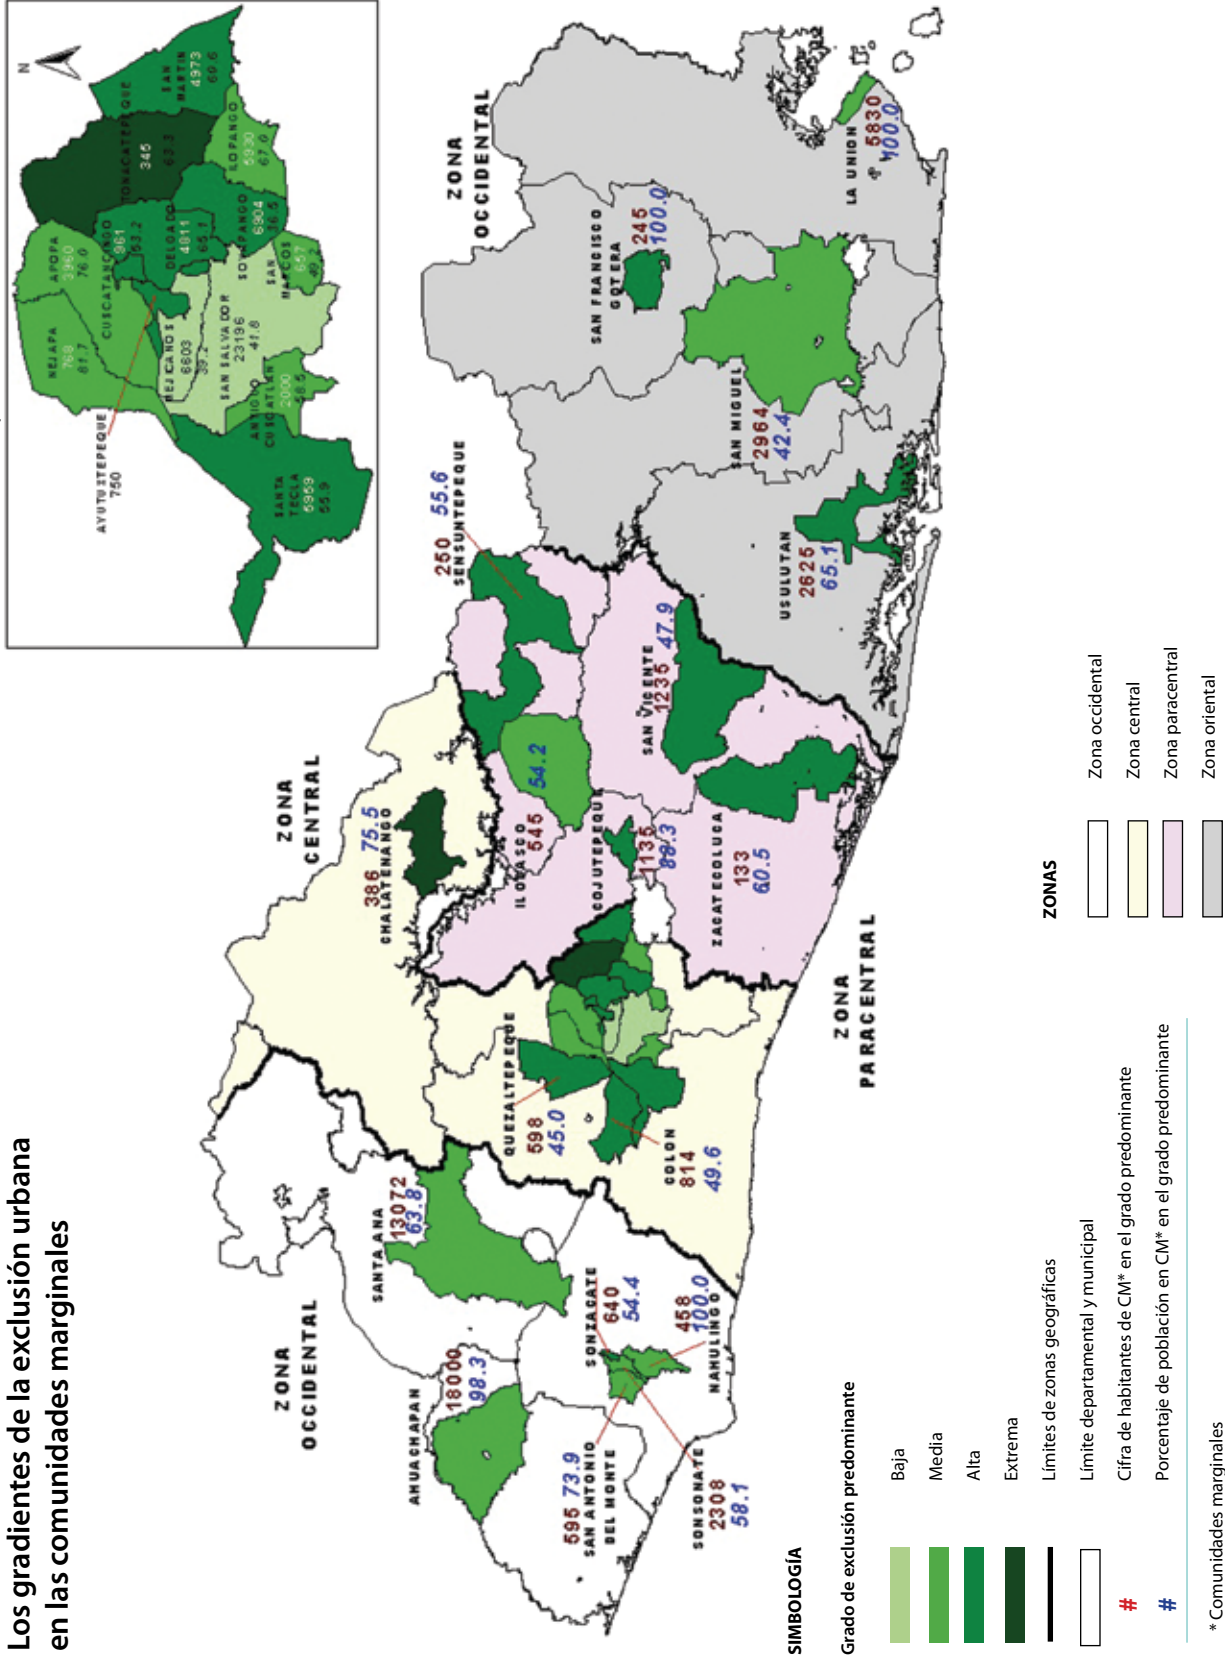 Los gradientes de la exclusión urbana
en las comunidades marginales
N
NEJAPA
768
81.7
APOPA
3960
76.0
TONACATEPEQUE
345
63.3
SAN
MARTIN
4973
69.6
CUSCATANCINGO
961
53.2
DELGADO
4811
65.1
ILOPANGO
5930
67.0
SOYAPANGO
6904
36.5
SAN
MARCOS
657
49.2
AYUTUXTEPEQUE
750
MEJICANOS
6603
39.2
SAN SALVADOR
23196
41.8
ANTIGUO
CUSCATLAN
2000
58.5
SANTA
TECLA
5959
55.9
ZONA
OCCIDENTAL
ZONA
CENTRAL
ZONA
OCCIDENTAL
ZONA
PARACENTRAL
AHUACHAPAN
18000
98.3
SANTA ANA
13072
63.8
595 73.9
SAN ANTONIO
DEL MONTE
SONSONATE
2308
58.1
SONZACATE
640
54.4
458
100.0
NAHULINGO
QUEZALTEPEQUE
598
45.0
COLON
814
49.6
386 75.5
CHALATENANGO
ILOBASCO
545
54.2
COJUTEPEQUE
1135
88.3
ZACATECOLUCA
133
60.5
250 55.6
SENSUNTEPEQUE
SAN VICENTE
1235 47.9
USULUTAN
2625
65.1
SAN MIGUEL
2964
42.4
SAN FRANCISCO
GOTERA
245
100.0
LA UNION
5830
100.0
SIMBOLOGÍA
Grado de exclusión predominante
Baja
Media
Alta
Extrema
Límites de zonas geográficas
Límite departamental y municipal
# Cifra de habitantes de CM* en el grado predominante
# Porcentaje de población en CM* en el grado predominante
* Comunidades marginales
ZONAS
Zona occidental
Zona central
Zona paracentral
Zona oriental